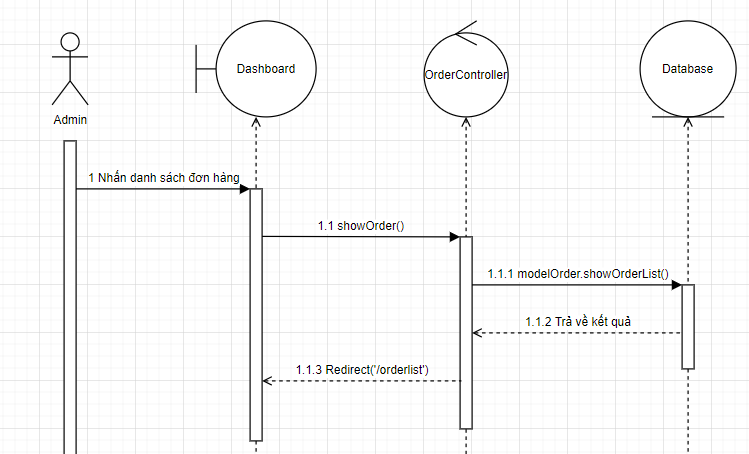 Dashboard
OrderController
Database
Admin
1 Nhấn danh sách đơn hàng
1.1 showOrder()
1.1.1 modelOrder.showOrderList()
1.1.2 Trả về kết quả
1.1.3 Redirect('/orderlist')